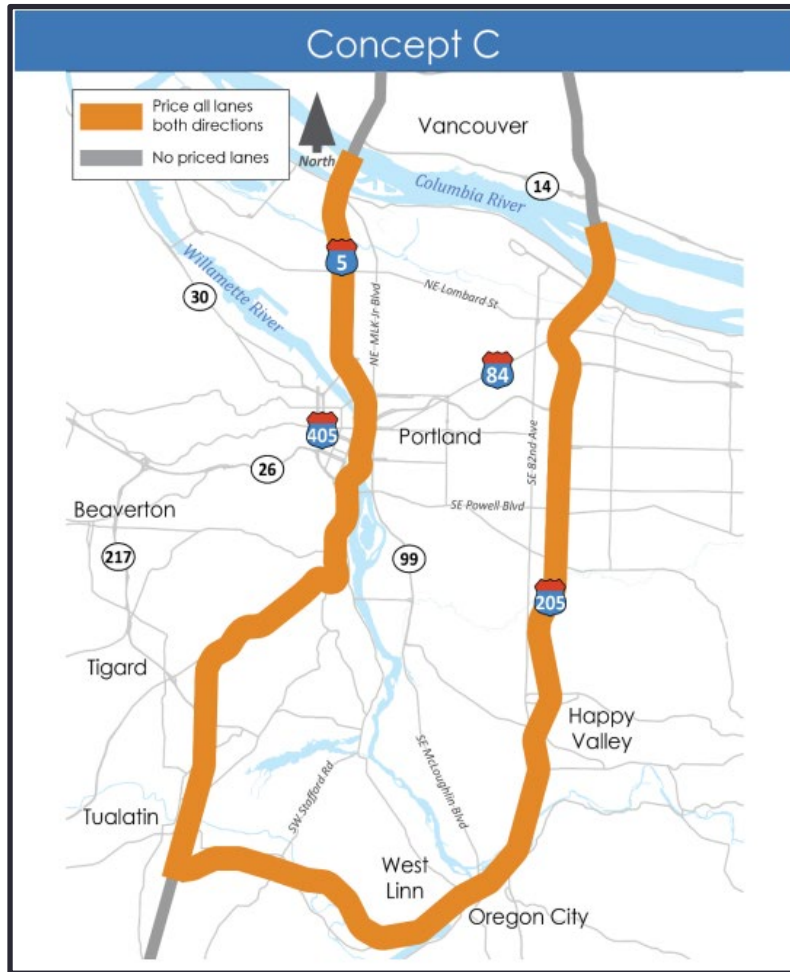 Concept C
Price all lanes
both directions
No priced lanes
North
Vancouver
14
Columbia River
5
Willamette River
30
NE Lombard St
NE MLK Jr Blvd
84
405
Portland
26
SE 82nd Ave
Beaverton
SE Powell Blvd
217
99
205
Tigard
Happy
Valley
SE McLoughlin Blvd
SW Stafford Rd
Tualatin
West
Linn
Oregon City